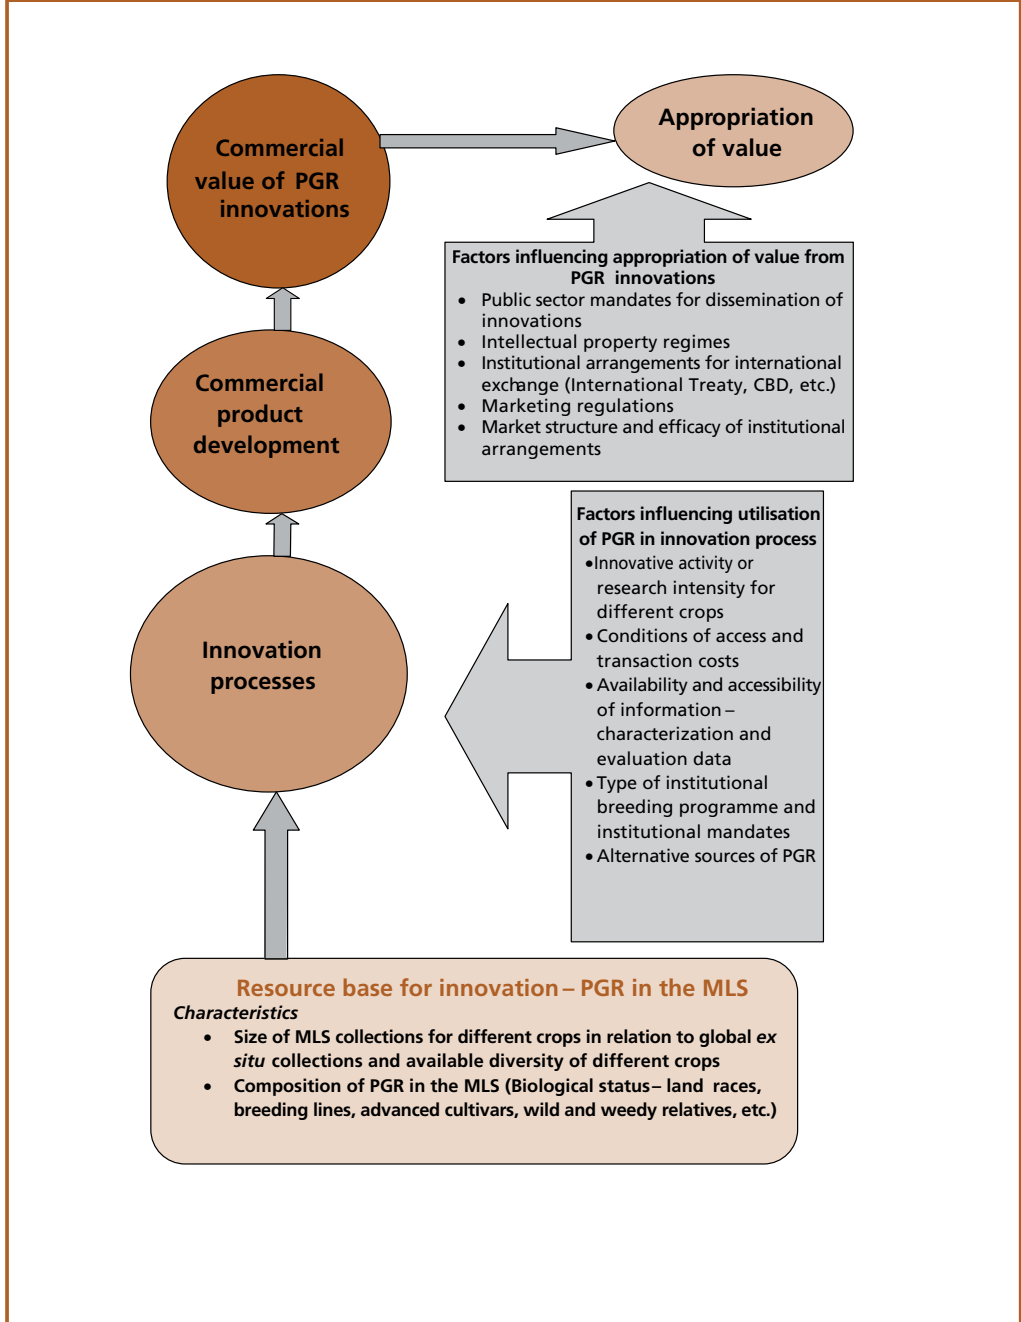 Commercial
value of PGR
innovations
Appropriation
of value
Factors influencing appropriation of value from
PGR innovations
• Public sector mandates for dissemination of
innovations
• Intellectual property regimes
• Institutional arrangements for international
exchange (International Treaty, CBD, etc.)
• Marketing regulations
• Market structure and efficacy of institutional
arrangements
Commercial
product
development
Factors influencing utilisation
of PGR in innovation process
•Innovative activity or
research intensity for
different crops
• Conditions of access and
transaction costs
• Availability and accessibility
of information –
characterization and
evaluation data
• Type of institutional
breeding programme and
institutional mandates
• Alternative sources of PGR
Innovation
processes
Resource base for innovation – PGR in the MLS
Characteristics
• Size of MLS collections for different crops in relation to global ex
situ collections and available diversity of different crops
• Composition of PGR in the MLS (Biological status – land races,
breeding lines, advanced cultivars, wild and weedy relatives, etc.)